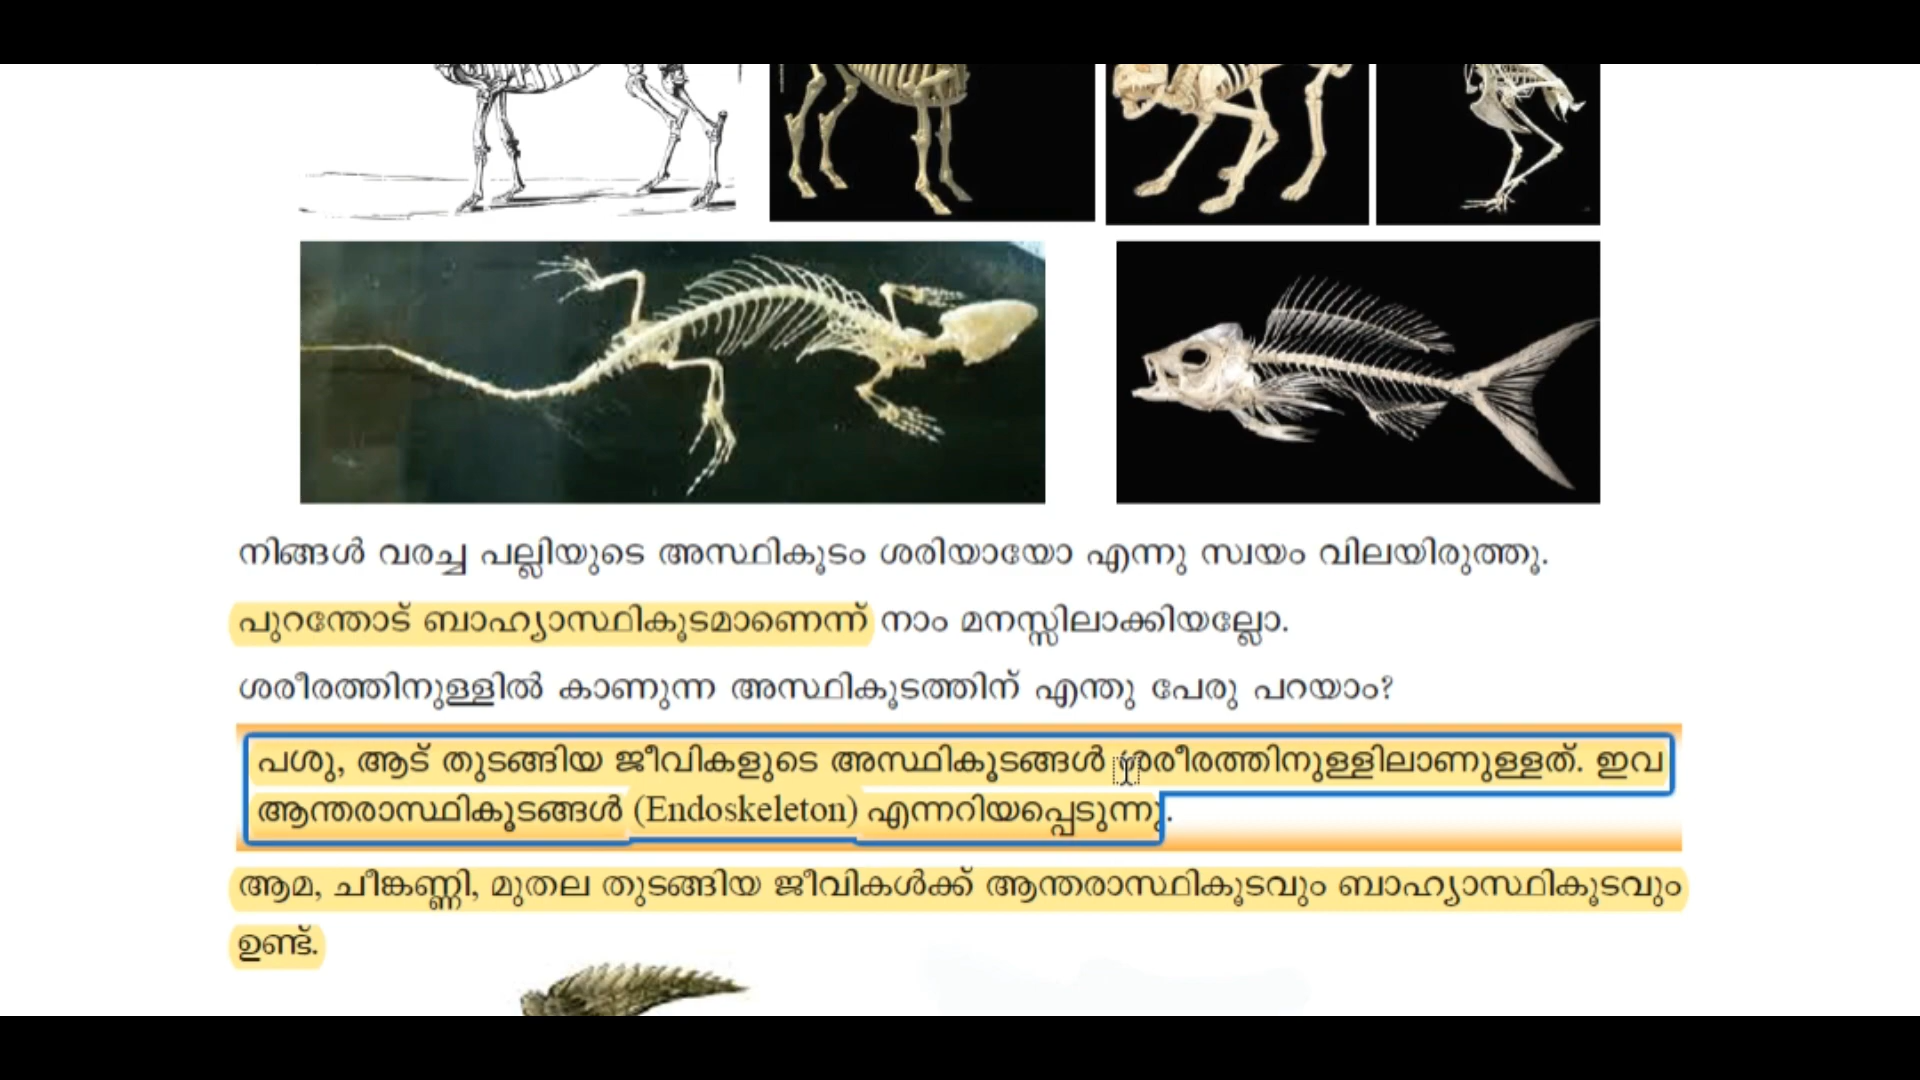 നിങ്ങൾ വരച്ച പല്ലിയുടെ അസ്ഥികൂടം ശരിയായോ എന്നു സ്വയം വിലയിരുത്തൂ.
പുറന്തോട് ബാഹ്യാസ്ഥികൂടമാണെന്ന് നാം മനസ്സിലാക്കിയല്ലോ.
ശരീരത്തിനുള്ളിൽ കാണുന്ന അസ്ഥികൂടത്തിന് എന്തു പേരു പറയാം?
പശു, ആട് തുടങ്ങിയ ജീവികളുടെ അസ്ഥികൂടങ്ങൾ ശരീരത്തിനുള്ളിലാണുള്ളത്. ഇവ
ആന്തരാസ്ഥികൂടങ്ങൾ (Endoskeleton) എന്നറിയപ്പെടുന്നു.
ആമ, ചീങ്കണ്ണി, മുതല തുടങ്ങിയ ജീവികൾക്ക് ആന്തരാസ്ഥികൂടവും ബാഹ്യാസ്ഥികൂടവും
ഉണ്ട്.